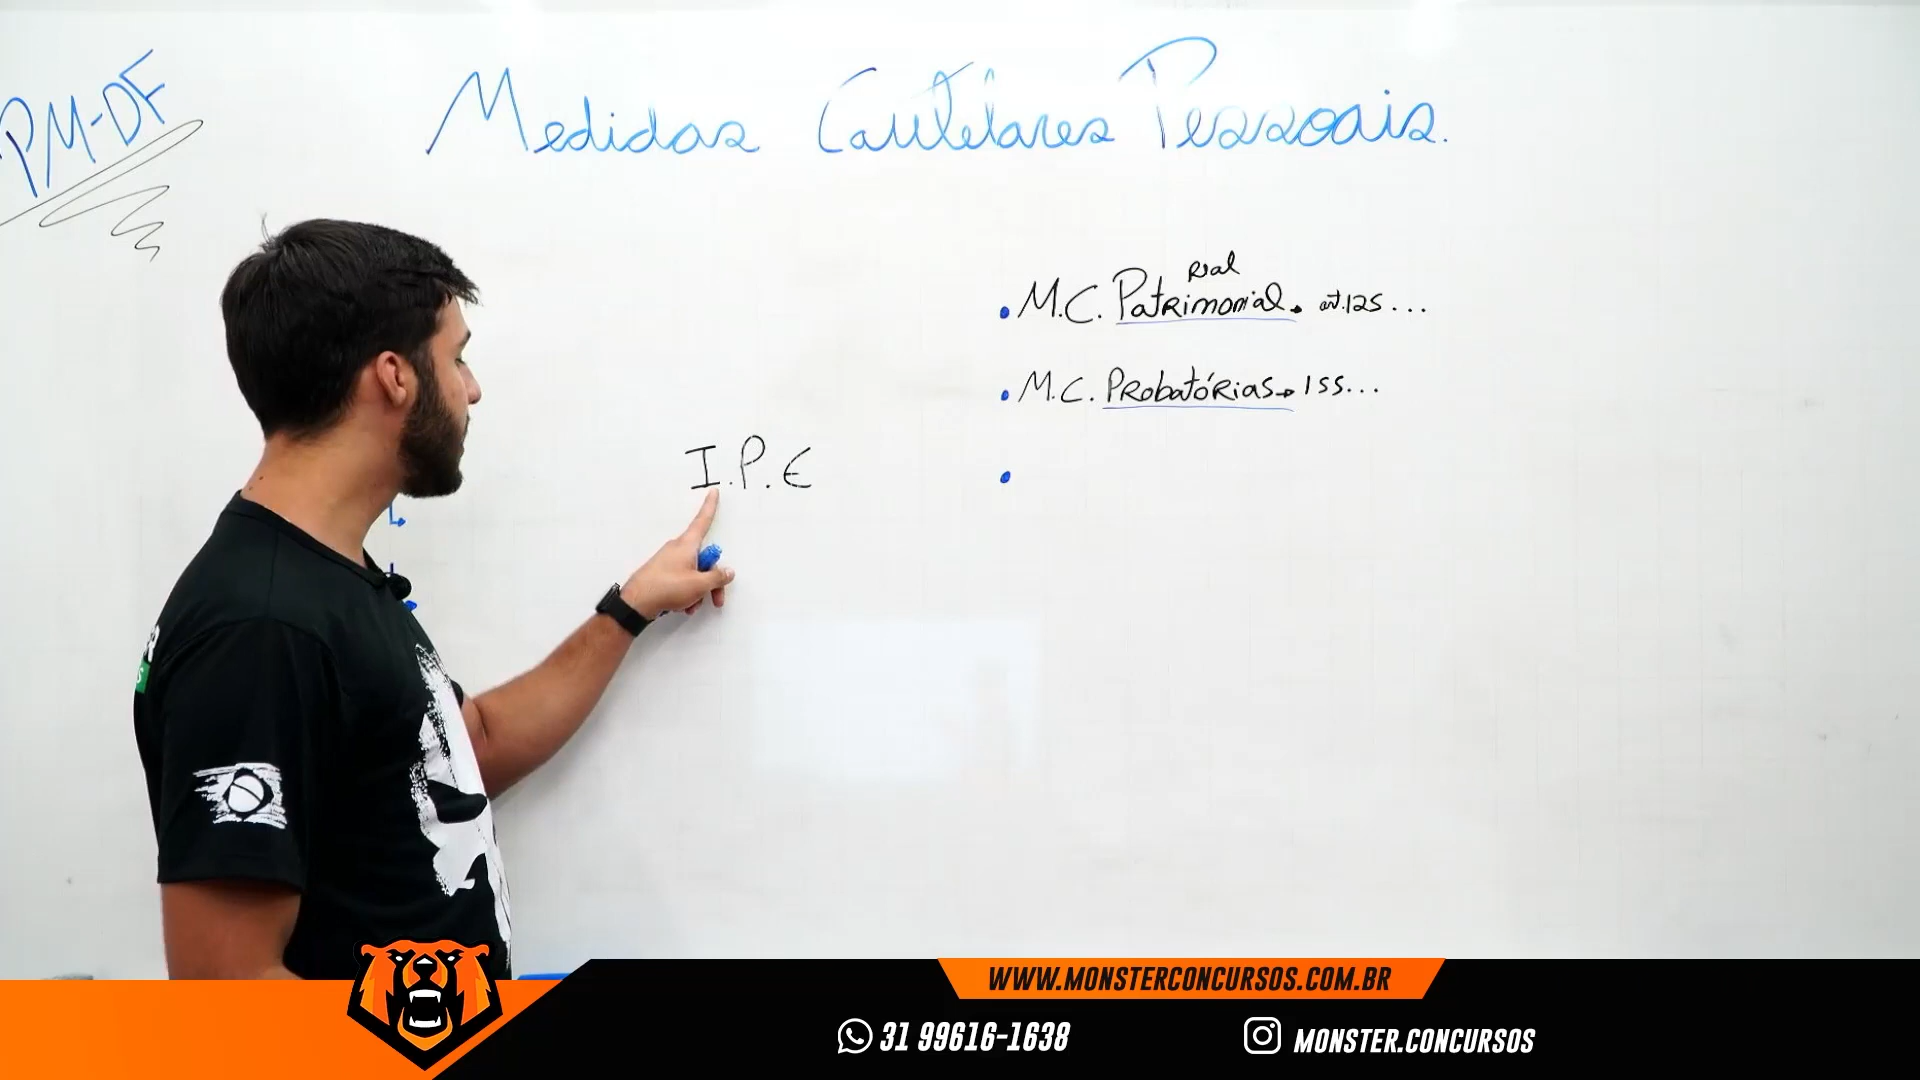 PM-DF
Medidas Cautelares Pessoais.
Real
• M.C. Patrimonial → art.125 ...
• M.C. Probatórias → 155...
I.P.E
•
WWW.MONSTERCONCURSOS.COM.BR
31 99616-1638
MONSTER.CONCURSOS